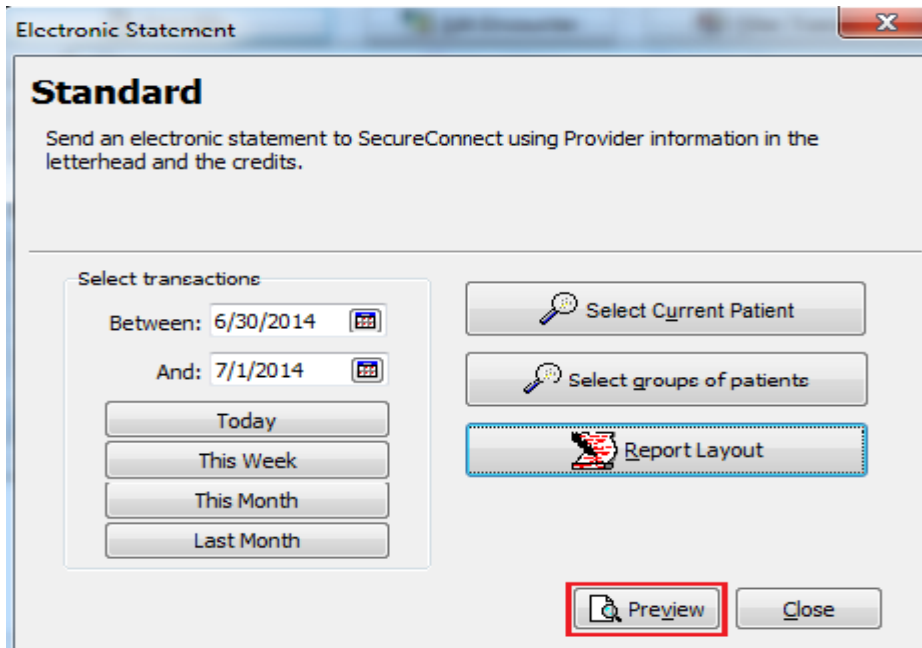 Electronic Statement
Standard
Send an electronic statement to SecureConnect using Provider information in the
letterhead and the credits.
Select transactions
Between: 6/30/2014
And: 7/1/2014
Today
This Week
This Month
Last Month
Select Current Patient
Select groups of patients
Report Layout
Preview
Close